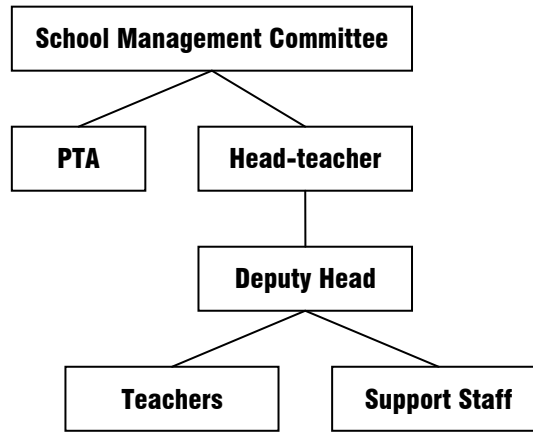 School Management Committee
PTA
Head-teacher
Deputy Head
Teachers
Support Staff